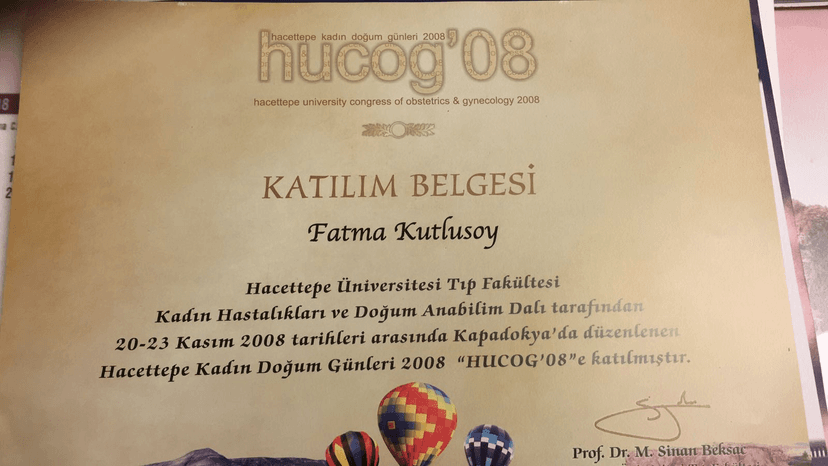 hacettepe kadın doğum günleri 2008
hucog'08
hacettepe university congress of obstetrics & gynecology 2008
KATILIM BELGESİ
Fatma Kutlusoy
Hacettepe Üniversitesi Tıp Fakültesi
Kadın Hastalıkları ve Doğum Anabilim Dalı tarafından
20-23 Kasım 2008 tarihleri arasında Kapadokya'da düzenlenen
Hacettepe Kadın Doğum Günleri 2008 "HUCOG'08"e katılmıştır.
Prof. Dr. M. Sinan Beksac